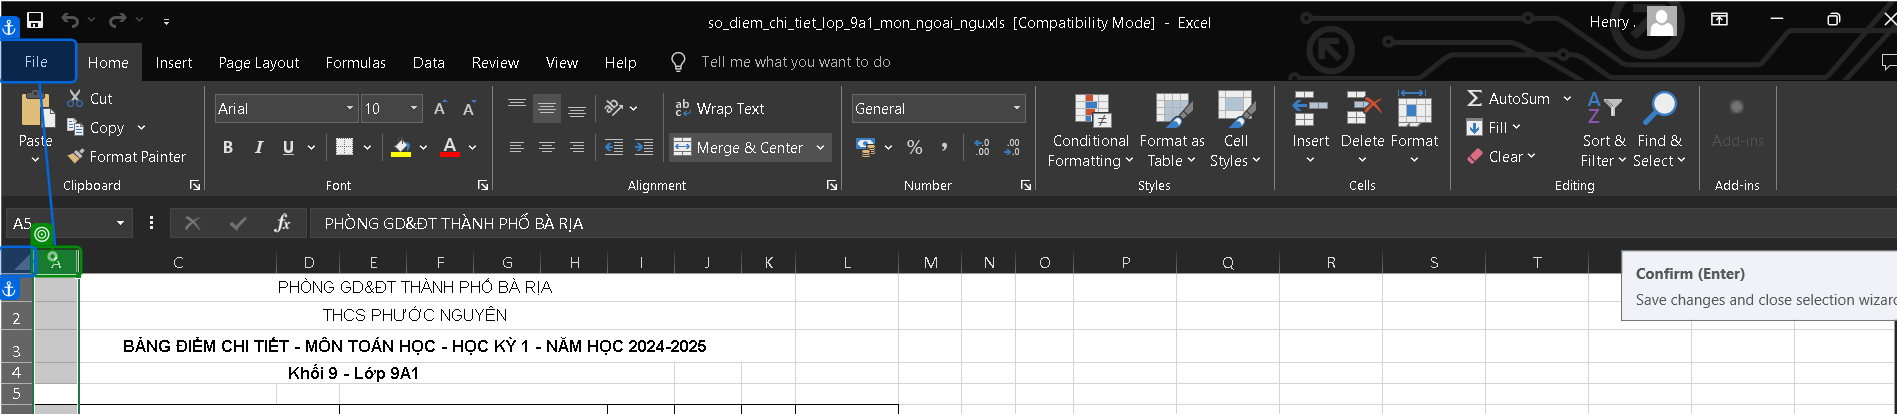 so_diem_chi_tiet_lop_9a1_mon_ngoai_ngu.xls [Compatibility Mode] - Excel
Henry .
File Home Insert Page Layout Formulas Data Review View Help Tell me what you want to do
Cut
Copy
Format Painter
Paste
Clipboard
Arial 10
B I U
Font
Wrap Text
Merge & Center
Alignment
General
Number
Conditional Formatting
Format as Table
Cell Styles
Styles
Insert
Delete
Format
Cells
AutoSum
Fill
Clear
Sort & Filter
Find & Select
Editing
Add-ins
Add-ins
A5 fx PHÒNG GD&ĐT THÀNH PHỐ BÀ RỊA
A C D E F G H I J K L M N O P Q R S T
PHÒNG GD&ĐT THÀNH PHỐ BÀ RỊA
2 THCS PHƯỚC NGUYÊN
3 BẢNG ĐIỂM CHI TIẾT - MÔN TOÁN HỌC - HỌC KỲ 1 - NĂM HỌC 2024-2025
4 Khối 9 - Lớp 9A1
5
Confirm (Enter)
Save changes and close selection